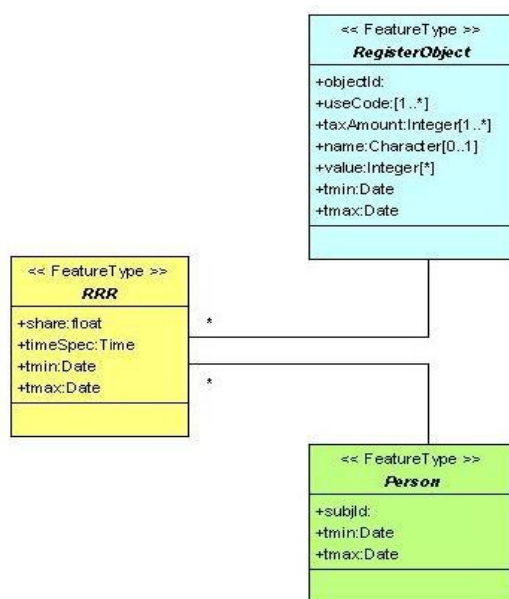 << FeatureType >>
RegisterObject
+objectId:
+useCode:[1..*]
+taxAmount:Integer[1..*]
+name:Character[0..1]
+value:Integer[*]
+tmin:Date
+tmax:Date
<< FeatureType >>
RRR
+share:float
+timeSpec:Time
+tmin:Date
+tmax:Date
*
*
<< FeatureType >>
Person
+subjId:
+tmin:Date
+tmax:Date